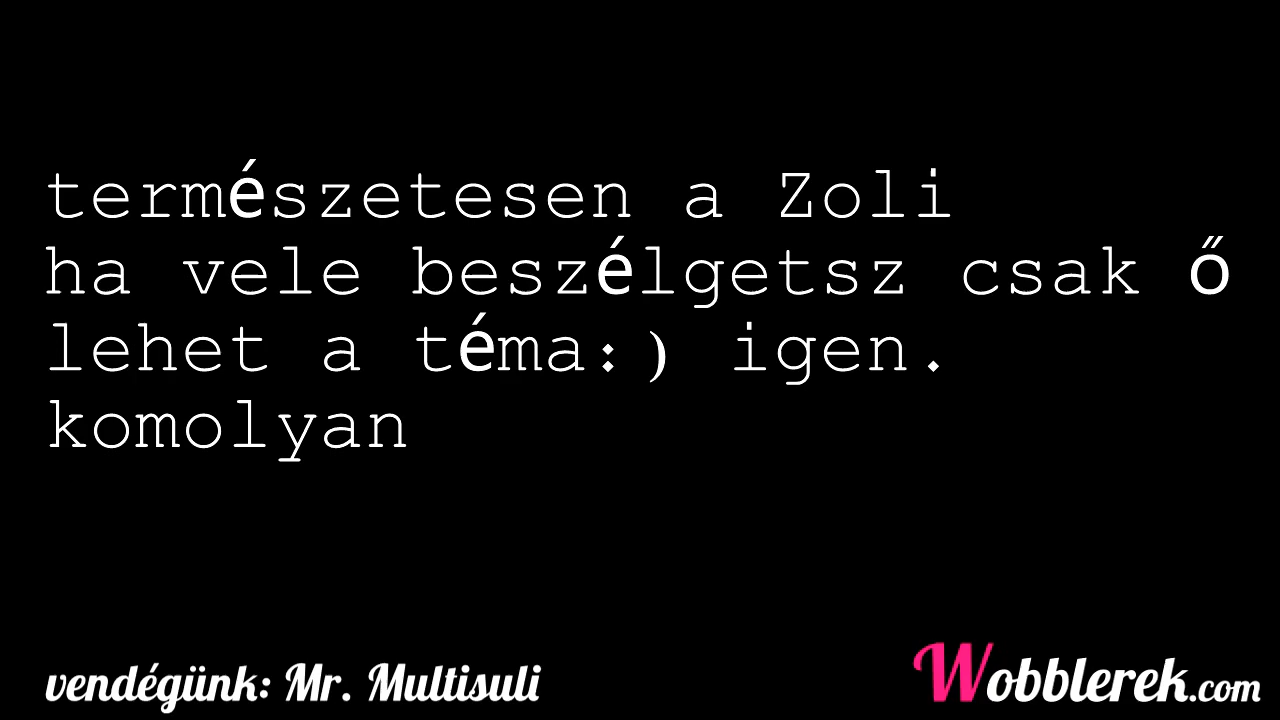 természetesen a Zoli
ha vele beszélgetsz csak ő
lehet a téma:) igen.
komolyan
vendégünk: Mr. Multisuli
Wobblerek.com